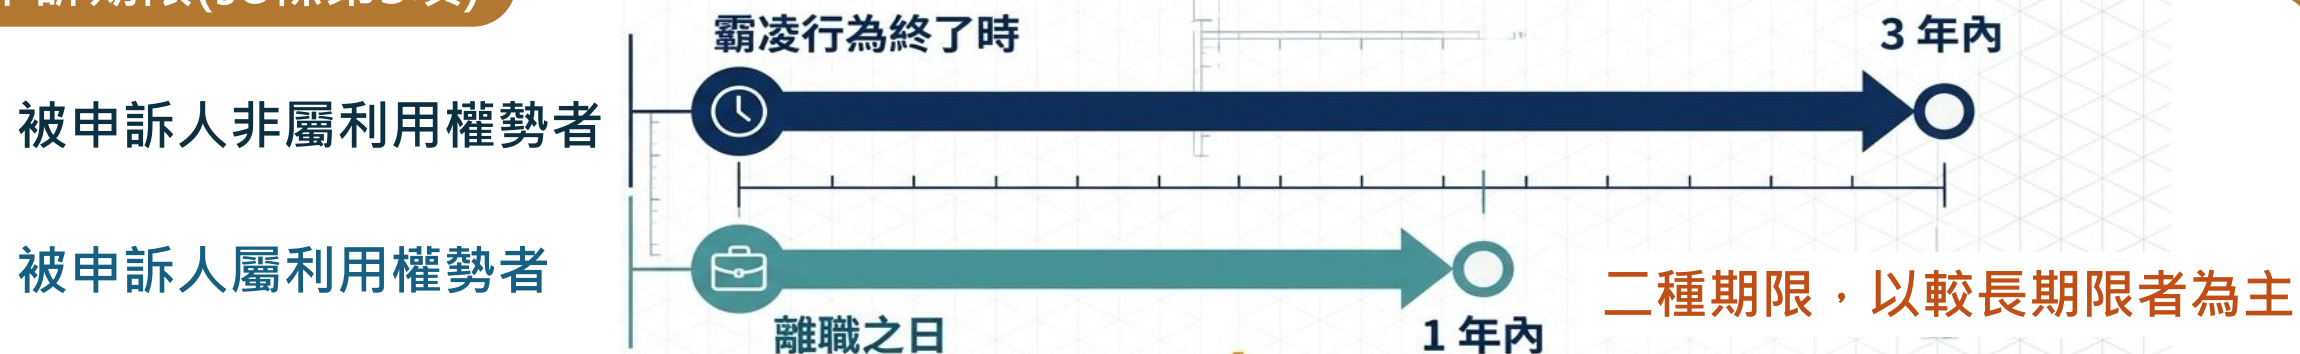 霸凌行為終了時
3 年內
被申訴人非屬利用權勢者
被申訴人屬利用權勢者
二種期限，以較長期限者為主
離職之日
1 年內